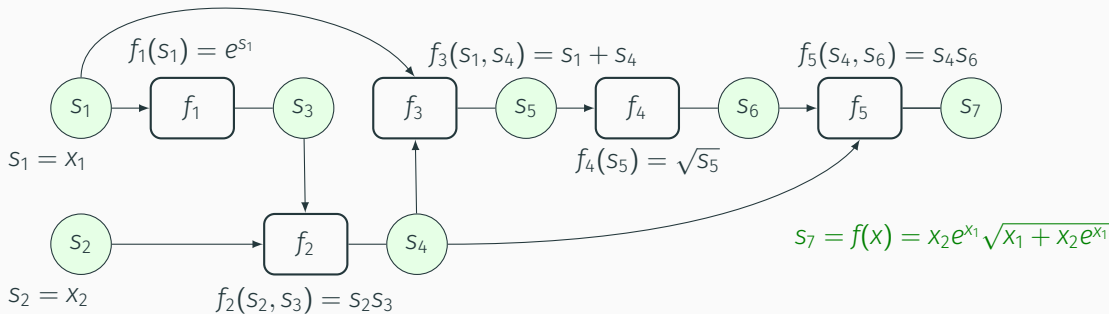 f₁(s₁) = e^{s₁}
f₃(s₁, s₄) = s₁ + s₄
f₅(s₄, s₆) = s₄s₆
s₁ f₁ s₃ f₃ s₅ f₄ s₆ f₅ s₇
s₁ = x₁
f₄(s₅) = √s₅
s₂ f₂ s₄
s₇ = f(x) = x₂e^{x₁}√(x₁ + x₂e^{x₁})
s₂ = x₂
f₂(s₂, s₃) = s₂s₃